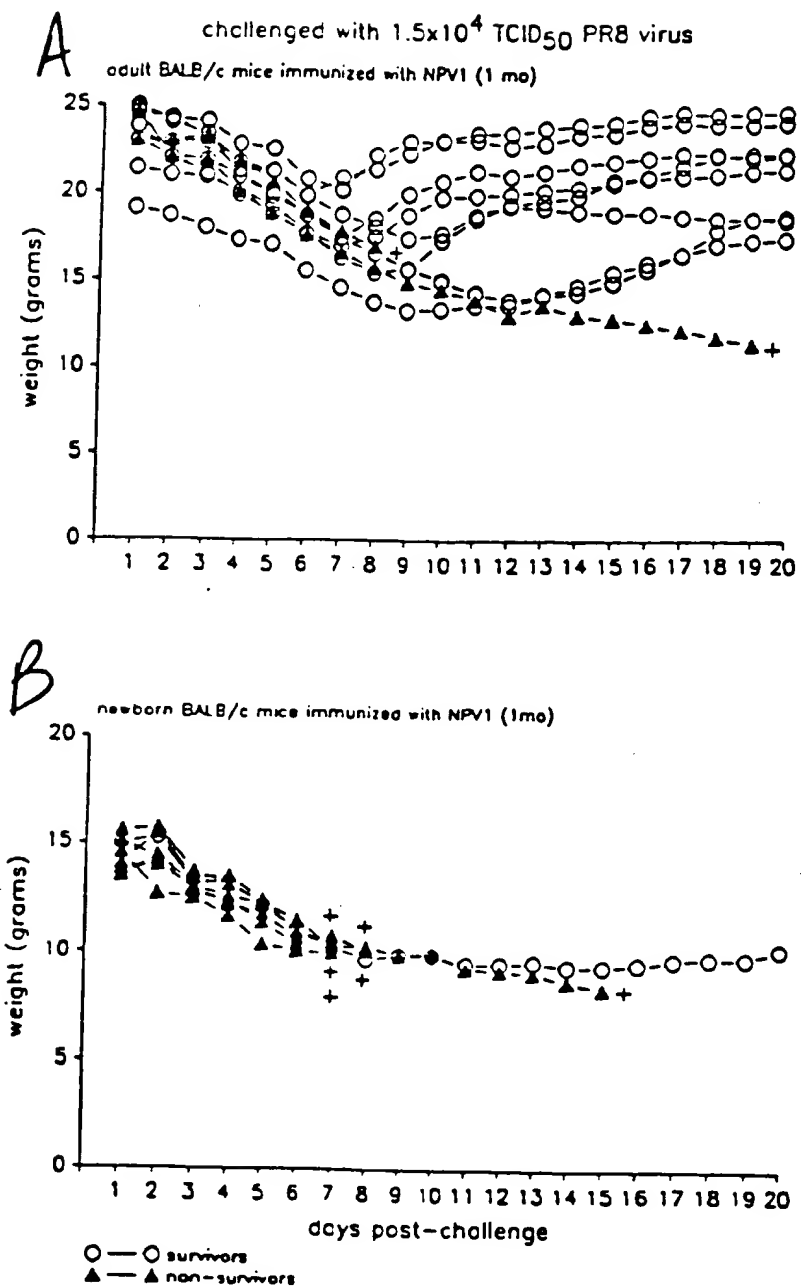 A
challenged with 1.5x10⁴ TCID₅₀ PR8 virus
adult BALB/c mice immunized with NPV1 (1 mo)
25
20
15
10
5
0
weight (grams)
1 2 3 4 5 6 7 8 9 10 11 12 13 14 15 16 17 18 19 20
B
newborn BALB/c mice immunized with NPV1 (1mo)
20
15
10
5
0
weight (grams)
1 2 3 4 5 6 7 8 9 10 11 12 13 14 15 16 17 18 19 20
days post-challenge
survivors
non-survivors